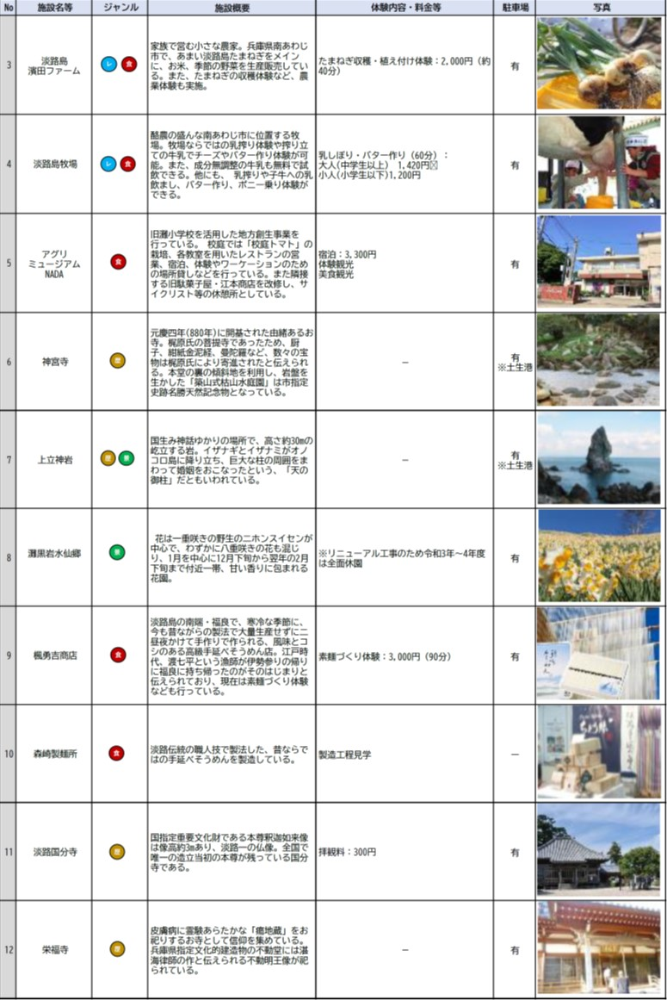 No 施設名等 ジャンル 施設概要 体験内容・料金等 駐車場 写真
3
淡路島
濱田ファーム
レ 食
家族で営む小さな農家。兵庫県南あわじ
市で、あまい淡路島たまねぎをメイン
に、お米、季節の野菜を生産販売してい
る。また、たまねぎの収穫体験など、農
業体験も実施。
たまねぎ収穫・植え付け体験：2,000円（約
40分）
有
4
淡路島牧場
レ 食
酪農の盛んな南あわじ市に位置する牧
場。牧場ならではの乳搾り体験や搾り立
ての牛乳でチーズやバター作り体験が可
能。また、成分無調整の牛乳も無料で試
飲できる。他にも、 乳搾りや子牛への乳
飲まし、バター作り、ポニー乗り体験が
できる。
乳しぼり・バター作り（60分）：
大人(中学生以上) 1,420円
小人(小学生以下)1,200円
有
5
アグリ
ミュージアム
NADA
食
旧灘小学校を活用した地方創生事業を
行っている。 校庭では「校庭トマト」の
栽培、各教室を用いたレストランの営
業、宿泊、体験やワーケーションのため
の場所貸しなどを行っている。また隣接
する旧駄菓子屋・江本商店を改修し、サ
イクリスト等の休憩所としている。
宿泊：3,300円
体験観光
美食観光
有
6
神宮寺
歴
元慶四年(880年)に開基された由緒あるお
寺。梶原氏の菩提寺であったため、厨
子、紺紙金泥経、曼陀羅など、数々の宝
物は梶原氏により寄進されたと伝えられ
る。本堂の裏の傾斜地を利用し、岩盤を
生かした「築山式枯山水庭園」は市指定
史跡名勝天然記念物となっている。
－
有
※土生港
7
上立神岩
歴 景
国生み神話ゆかりの場所で、高さ約30mの
屹立する岩。イザナギとイザナミがオノ
コロ島に降り立ち、巨大な柱の周囲をま
わって婚姻をおこなったという、「天の
御柱」だともいわれている。
－
有
※土生港
8
灘黒岩水仙郷
景
花は一重咲きの野生のニホンスイセンが
中心で、わずかに八重咲きの花も混じ
り、1月を中心に12月下旬から翌年の2月
下旬まで付近一帯、甘い香りに包まれる
花園。
※リニューアル工事のため令和3年～4年度
は全面休園
有
9
楓勇吉商店
食
淡路島の南端・福良で、寒冷な季節に、
今も昔ながらの製法で大量生産せずに二
昼夜かけて手作りで作られる、風味とコ
シのある高級手延べそうめん店。江戸時
代、渡七平という漁師が伊勢参りの帰り
に福良に持ち帰ったのがそのはじまりと
伝えられており、現在は素麺づくり体験
なども行っている。
素麺づくり体験：3,000円（90分）
有
10
森崎製麺所
食
淡路伝統の職人技で製法した、昔なら
ではの手延べそうめんを製造している。
製造工程見学
－
11
淡路国分寺
歴
国指定重要文化財である本尊釈迦如来像
は像高約3mあり、淡路一の仏像。全国で
唯一の造立当初の本尊が残っている国分
寺である。
拝観料：300円
有
12
栄福寺
歴
皮膚病に霊験あらたかな「瘡地蔵」をお
祀りするお寺として信仰を集めている。
兵庫県指定文化的建造物の不動堂には湛
海律師の作と伝えられる不動明王像が祀
られている。
－
有